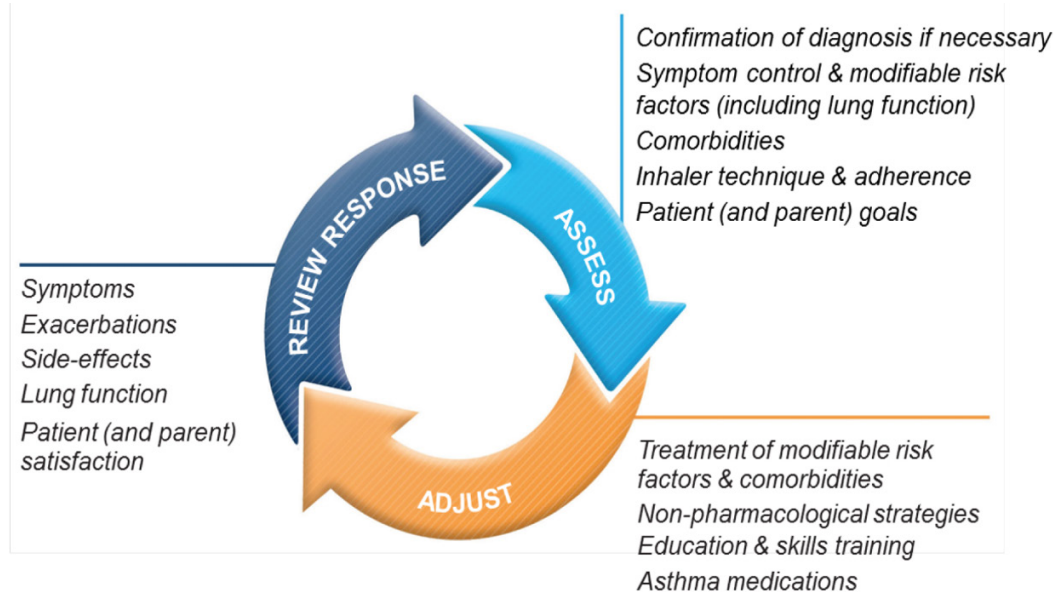 Confirmation of diagnosis if necessary
Symptom control & modifiable risk
factors (including lung function)
Comorbidities
Inhaler technique & adherence
Patient (and parent) goals
REVIEW RESPONSE
ASSESS
Symptoms
Exacerbations
Side-effects
Lung function
Patient (and parent)
satisfaction
ADJUST
Treatment of modifiable risk
factors & comorbidities
Non-pharmacological strategies
Education & skills training
Asthma medications